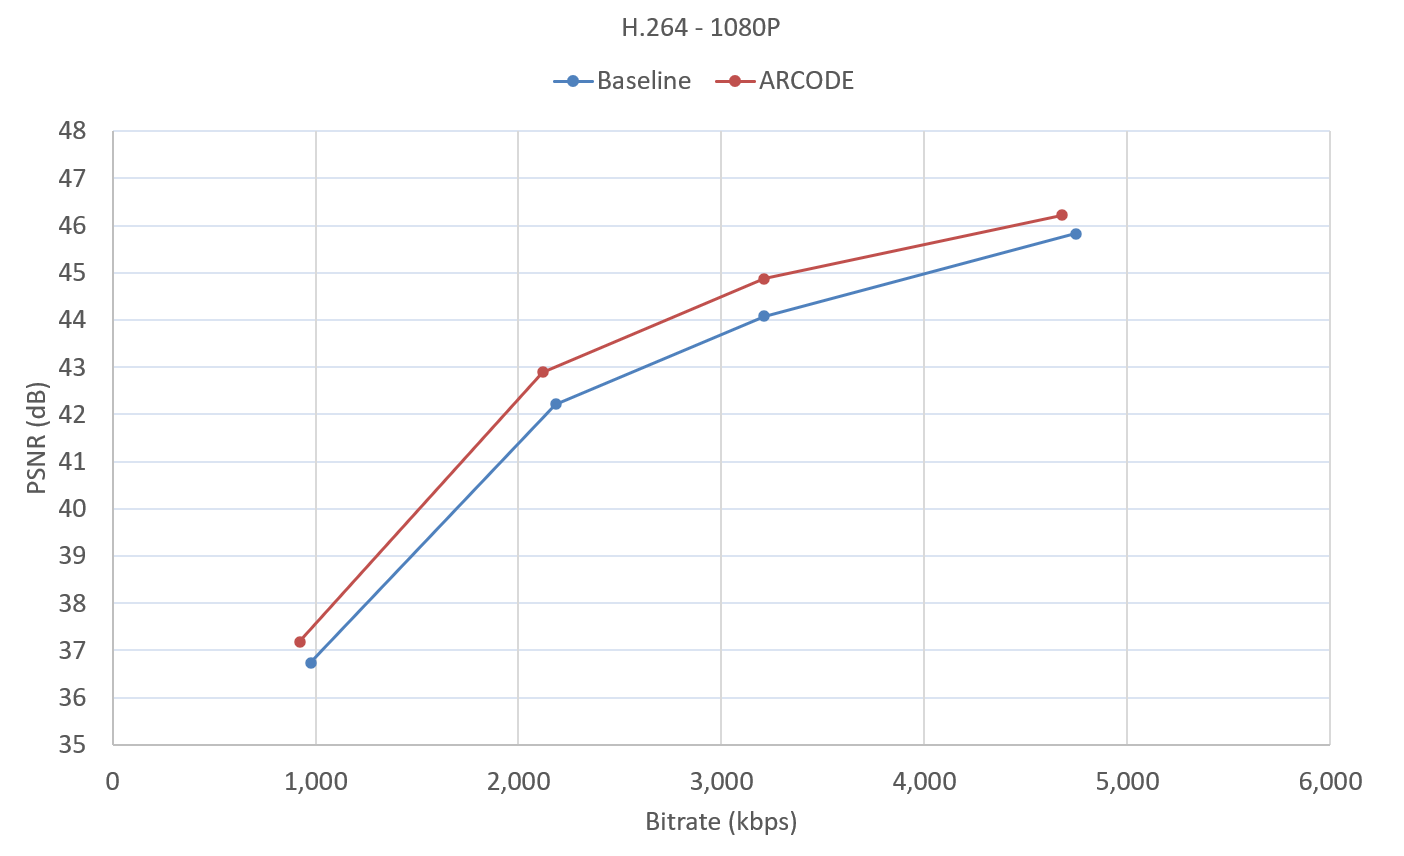 H.264 - 1080P
Baseline ARCODE
48
47
46
45
44
43
42
41
40
39
38
37
36
35
PSNR (dB)
0 1,000 2,000 3,000 4,000 5,000 6,000
Bitrate (kbps)